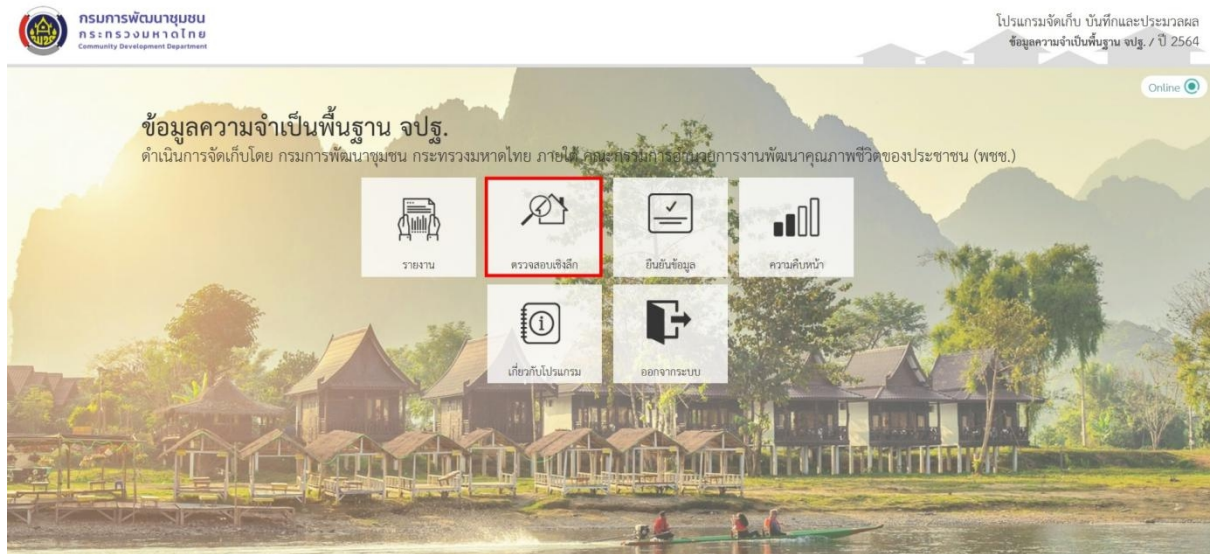 กรมการพัฒนาชุมชน
กระทรวงมหาดไทย
Community Development Department
โปรแกรมจัดเก็บ บันทึกและประมวลผล
ข้อมูลความจำเป็นพื้นฐาน จปฐ. / ปี 2564
Online
ข้อมูลความจำเป็นพื้นฐาน จปฐ.
ดำเนินการจัดเก็บโดย กรมการพัฒนาชุมชน กระทรวงมหาดไทย ภายใต้ คณะกรรมการอำนวยการงานพัฒนาคุณภาพชีวิตของประชาชน (พชช.)
รายงาน
ตรวจสอบเชิงลึก
ยืนยันข้อมูล
ความคืบหน้า
เกี่ยวกับโปรแกรม
ออกจากระบบ